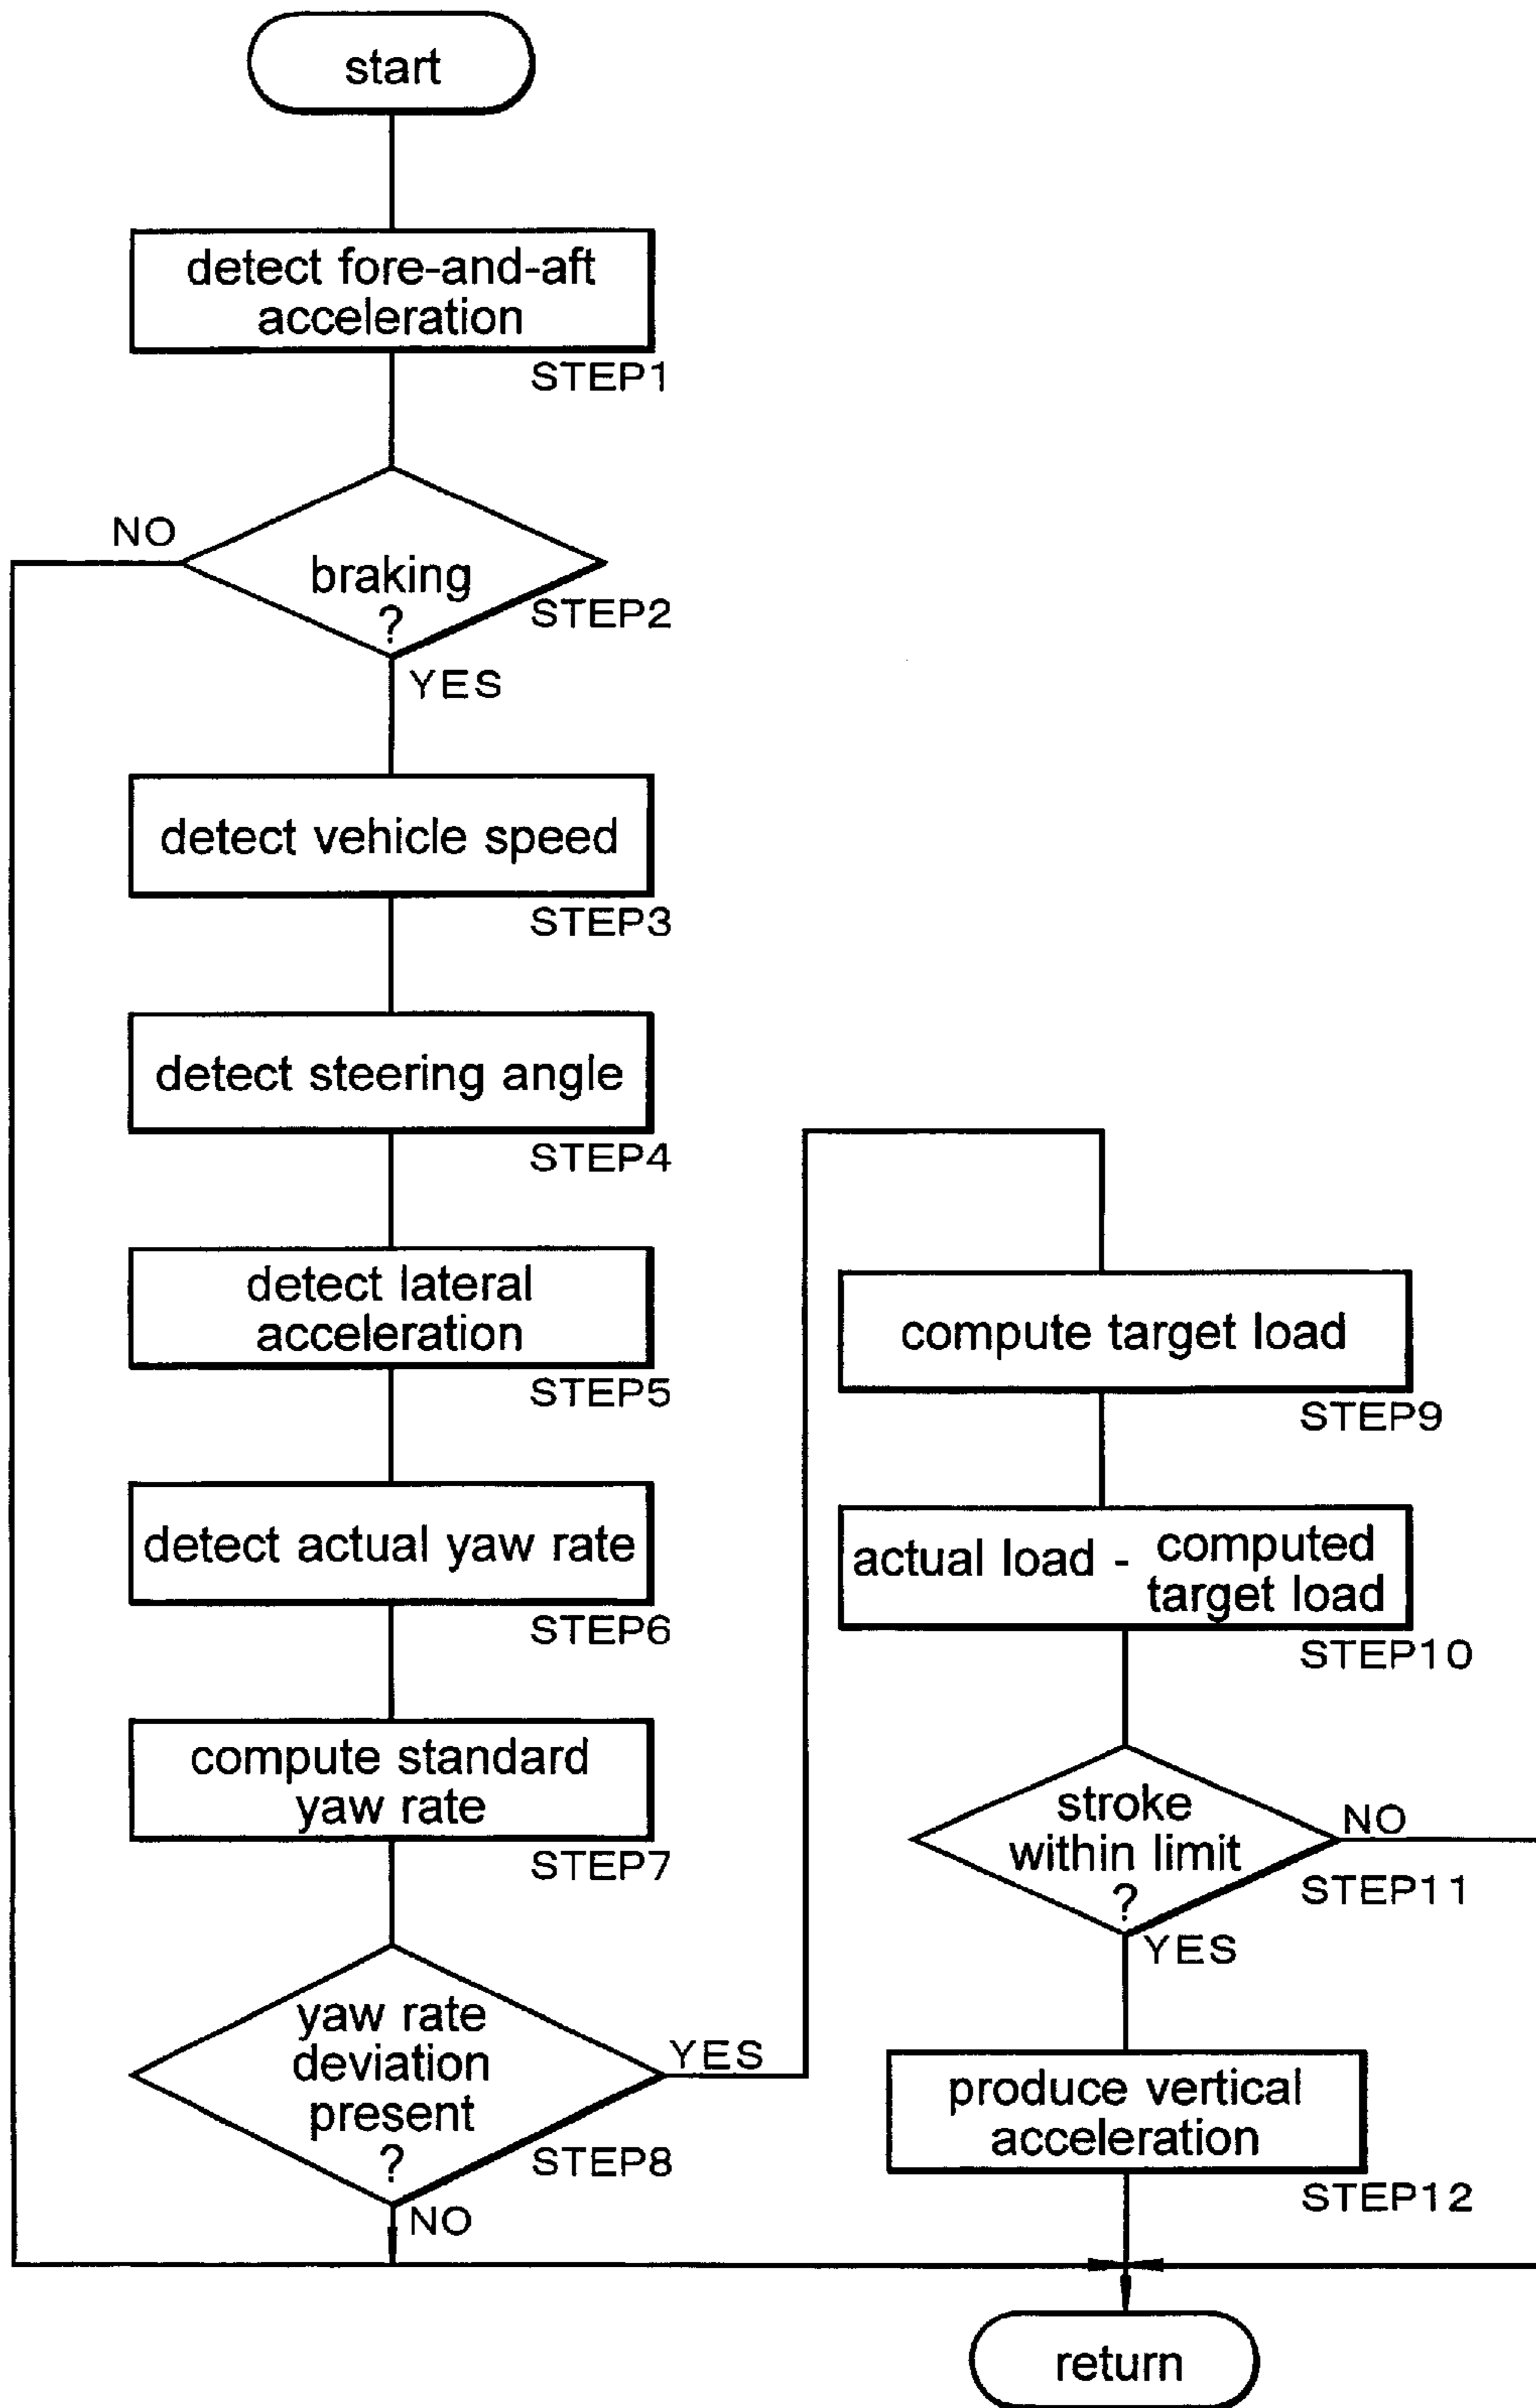 start
detect fore-and-aft
acceleration
STEP1
NO
braking
?
STEP2
YES
detect vehicle speed
STEP3
detect steering angle
STEP4
detect lateral
acceleration
STEP5
detect actual yaw rate
STEP6
compute standard
yaw rate
STEP7
yaw rate
deviation
present
?
YES
STEP8
NO
compute target load
STEP9
actual load - computed
target load
STEP10
stroke
within limit
?
NO
STEP11
YES
produce vertical
acceleration
STEP12
return